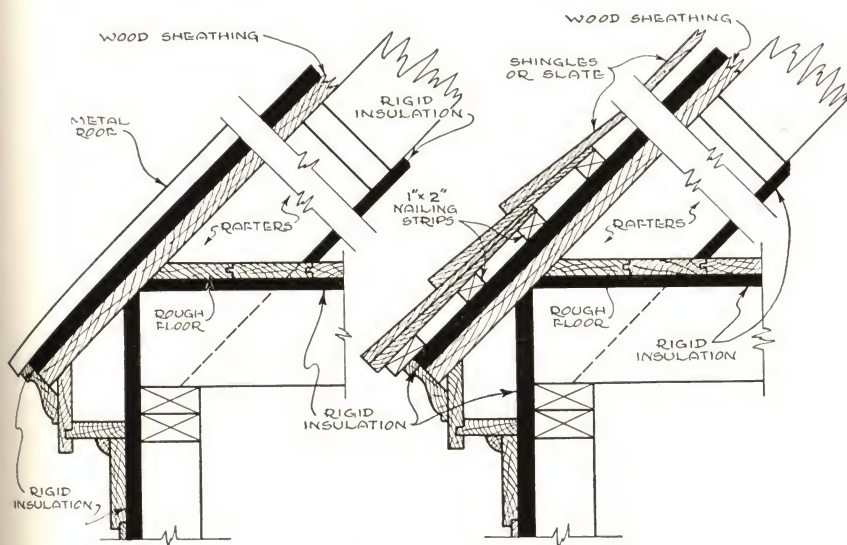 WOOD SHEATHING
METAL
ROOF
RIGID
INSULATION
RAFTERS
ROUGH
FLOOR
RIGID
INSULATION
RIGID
INSULATION
WOOD SHEATHING
SHINGLES
OR SLATE
1"x 2"
NAILING
STRIPS
RAFTERS
ROUGH
FLOOR
RIGID
INSULATION